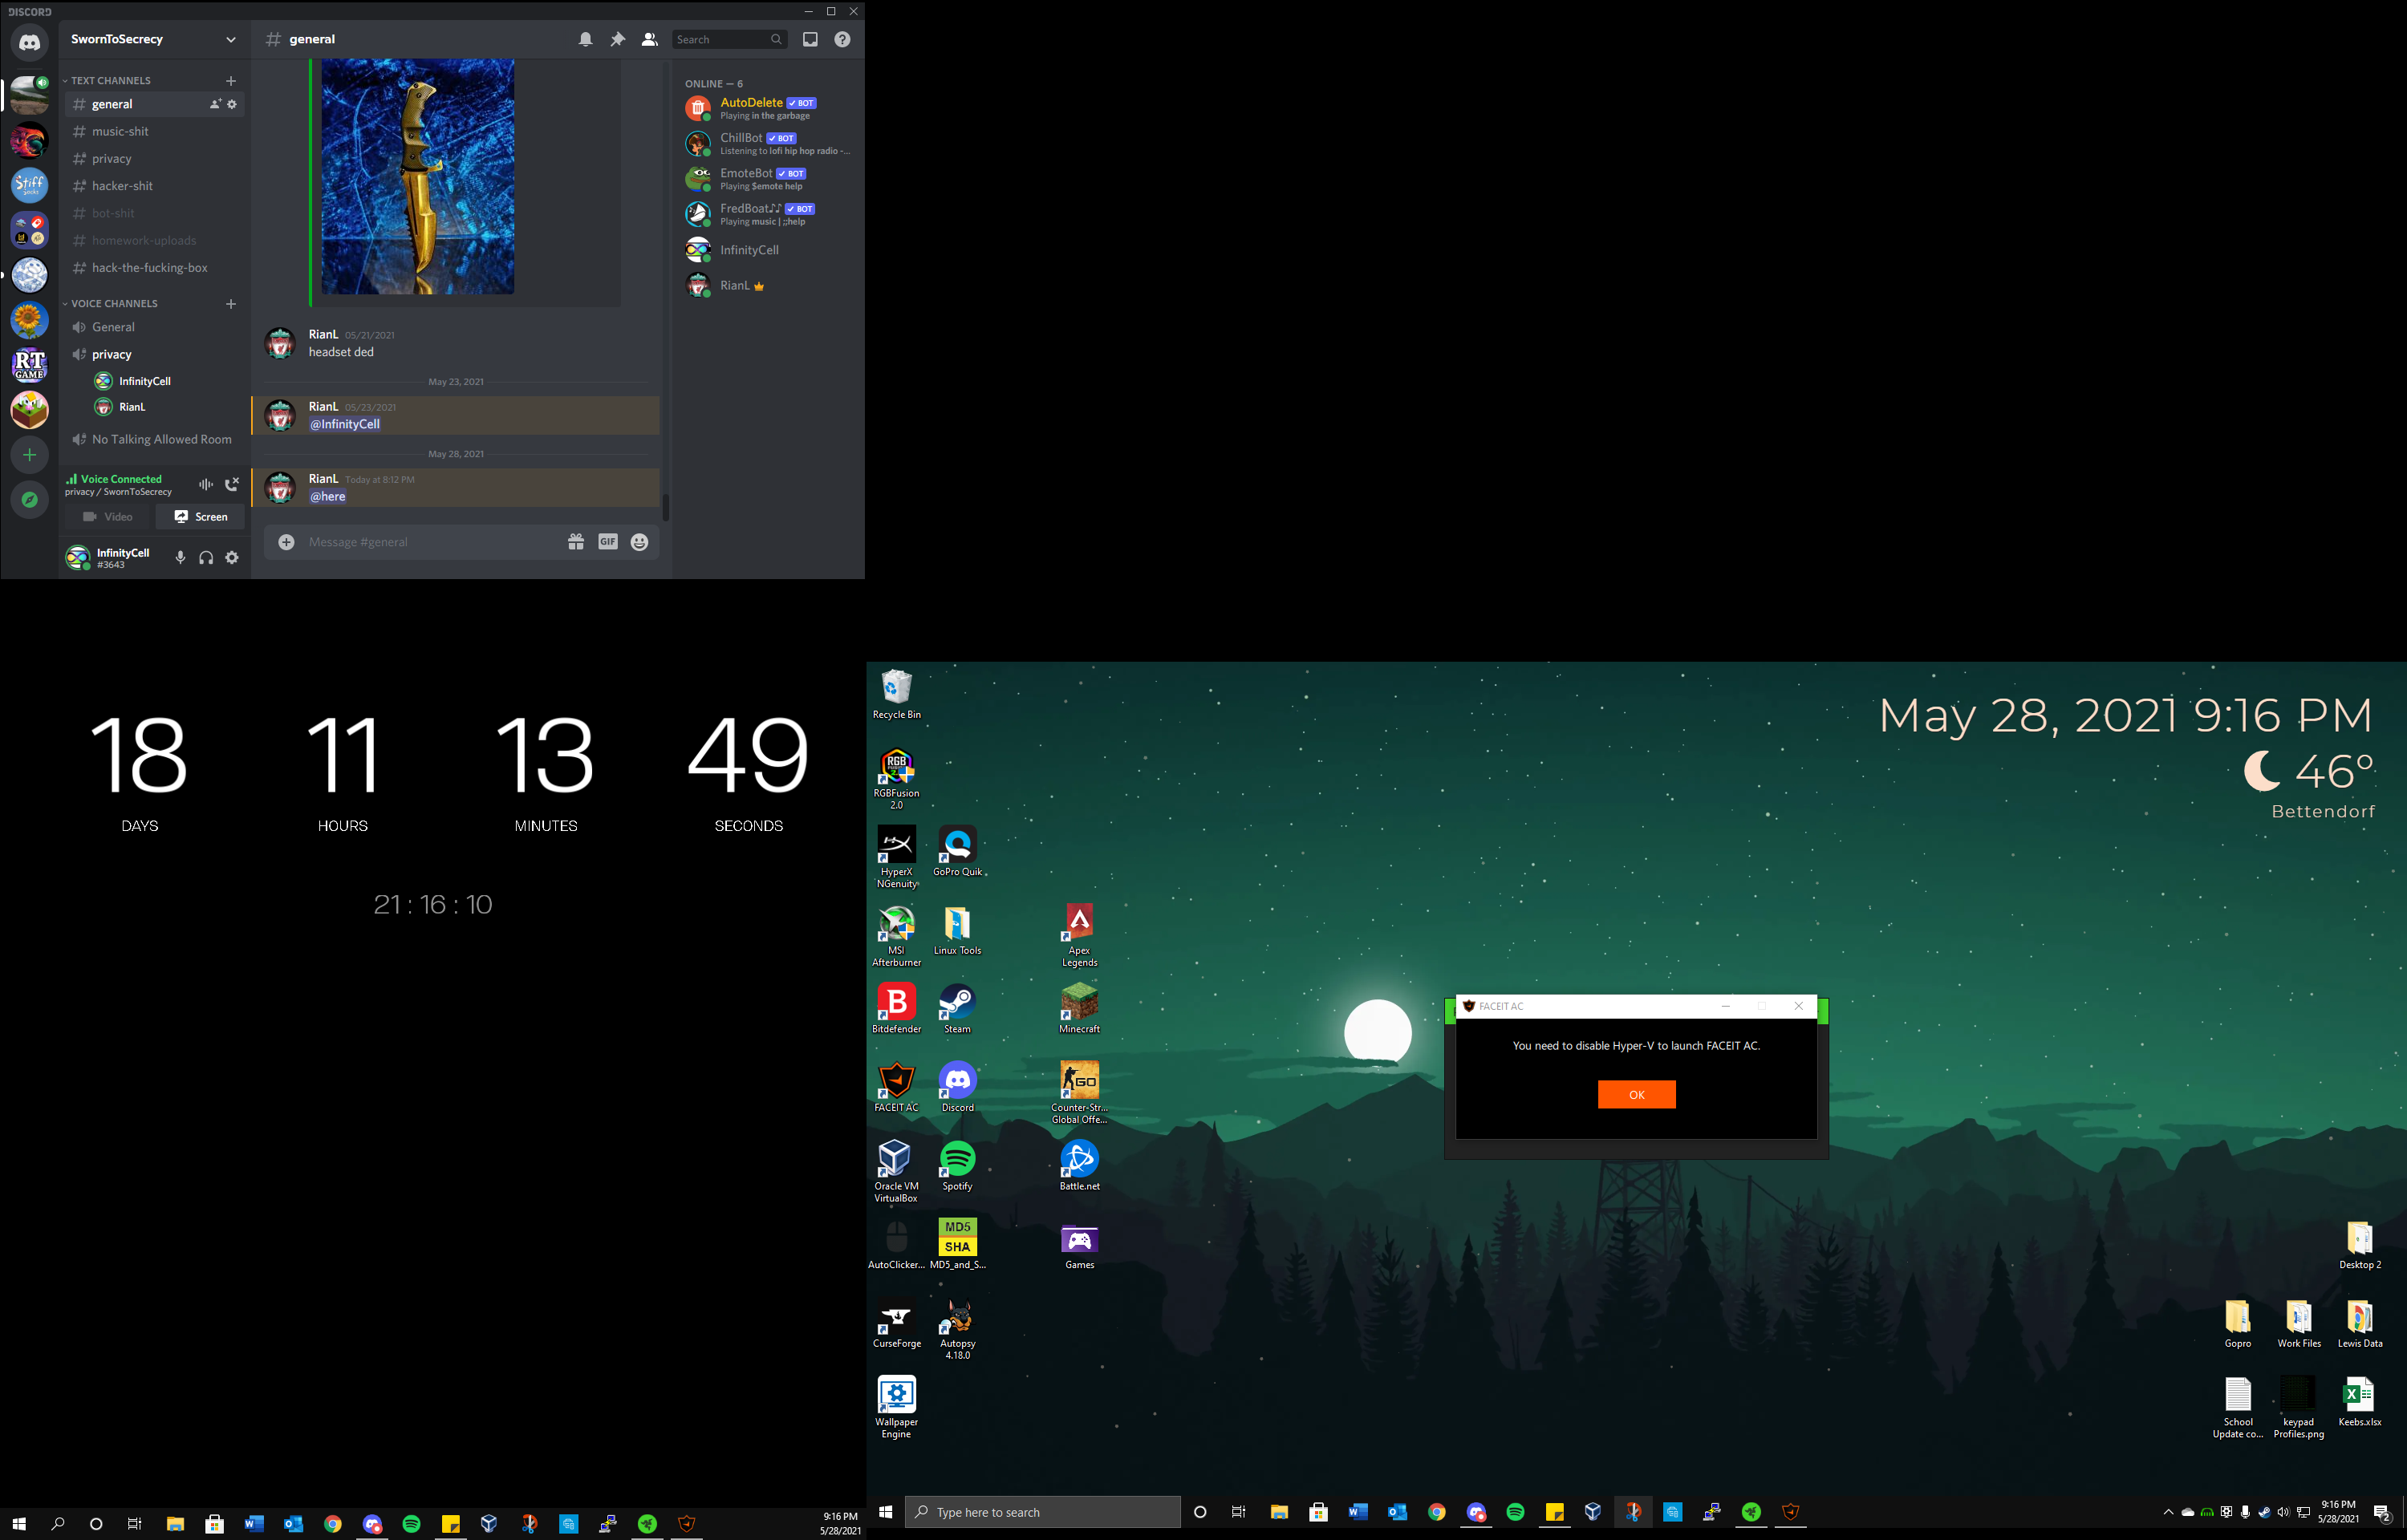 DISCORD
SwornToSecrecy
general
Search
TEXT CHANNELS
general
music-shit
privacy
hacker-shit
bot-shit
homework-uploads
hack-the-fucking-box
VOICE CHANNELS
General
privacy
InfinityCell
RianL
No Talking Allowed Room
Voice Connected
privacy / SwornToSecrecy
Video
Screen
InfinityCell
#3643
Stiff
RT
GAME
RianL 05/21/2021
headset ded
May 23, 2021
RianL 05/23/2021
@InfinityCell
May 28, 2021
RianL Today at 8:12 PM
@here
Message #general
GIF
ONLINE — 6
AutoDelete BOT
Playing in the garbage
ChillBot BOT
Listening to lofi hip hop radio -...
EmoteBot BOT
Playing $emote help
FredBoat♪♪ BOT
Playing music | ;;help
InfinityCell
RianL
18 11 13 49
DAYS HOURS MINUTES SECONDS
21 : 16 : 10
9:16 PM
5/28/2021
May 28, 2021 9:16 PM
46°
Bettendorf
Recycle Bin
RGB
RGBFusion
2.0
HyperX
NGenuity
GoPro Quik
MSI
Afterburner
Linux Tools
Apex
Legends
Bitdefender
Steam
Minecraft
FACEIT AC
Discord
GO
Counter-Str...
Global Offe...
Oracle VM
VirtualBox
Spotify
Battle.net
MD5
SHA
AutoClicker...
MD5_and_S...
Games
CurseForge
Autopsy
4.18.0
Wallpaper
Engine
FACEIT AC
You need to disable Hyper-V to launch FACEIT AC.
OK
Desktop 2
Gopro
Work Files
Lewis Data
School
Update co...
keypad
Profiles.png
Keebs.xlsx
Type here to search
9:16 PM
5/28/2021
2